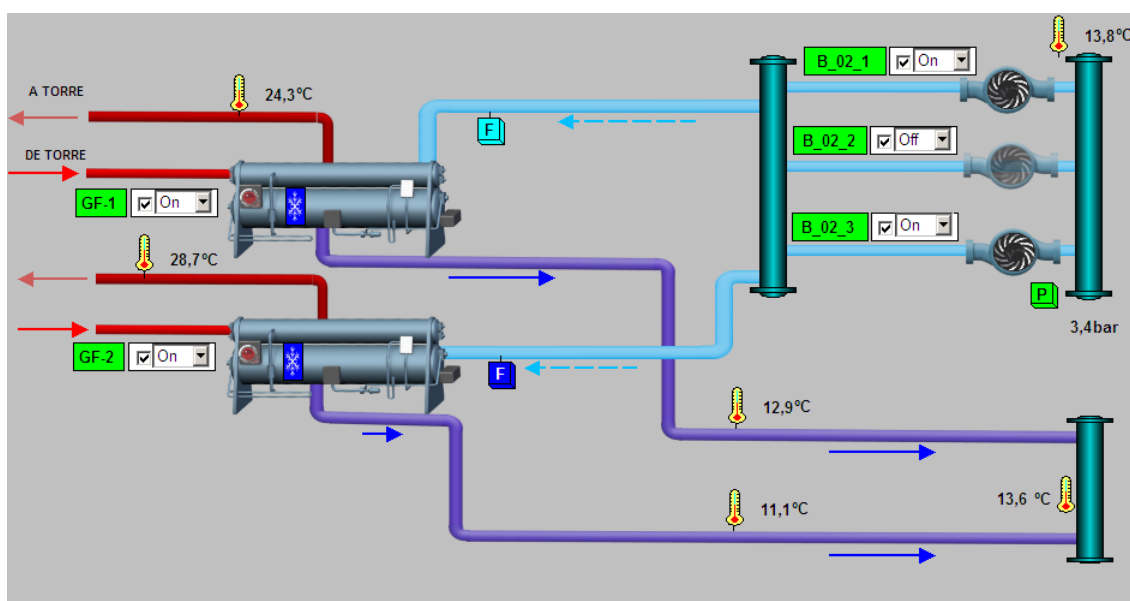 13,8ºC
B_02_1 On
A TORRE
24,3ºC
F
DE TORRE
B_02_2 Off
GF-1 On
B_02_3 On
28,7ºC
P
3,4bar
GF-2 On
F
12,9ºC
13,6 ºC
11,1ºC